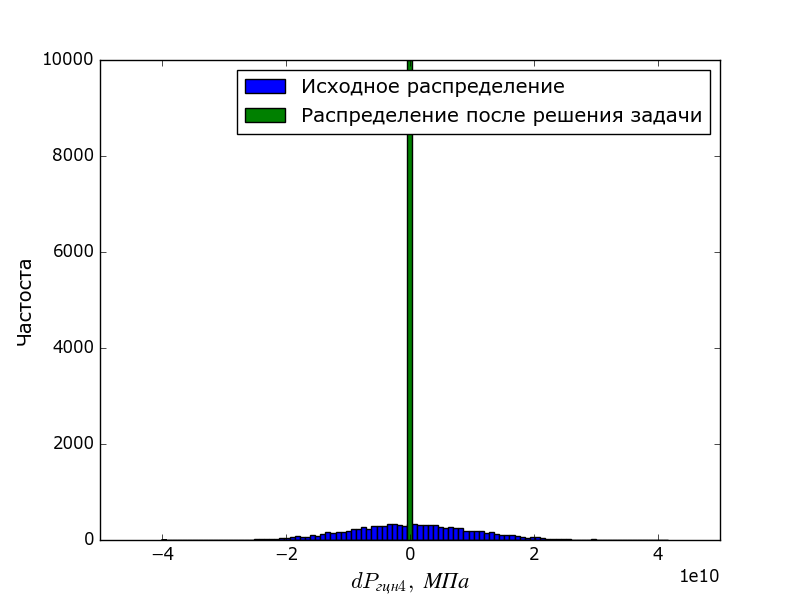 10000
8000
6000
4000
2000
0
Частоста
Исходное распределение
Распределение после решения задачи
−4 −2 0 2 4
1e10
dPгцн4, МПа